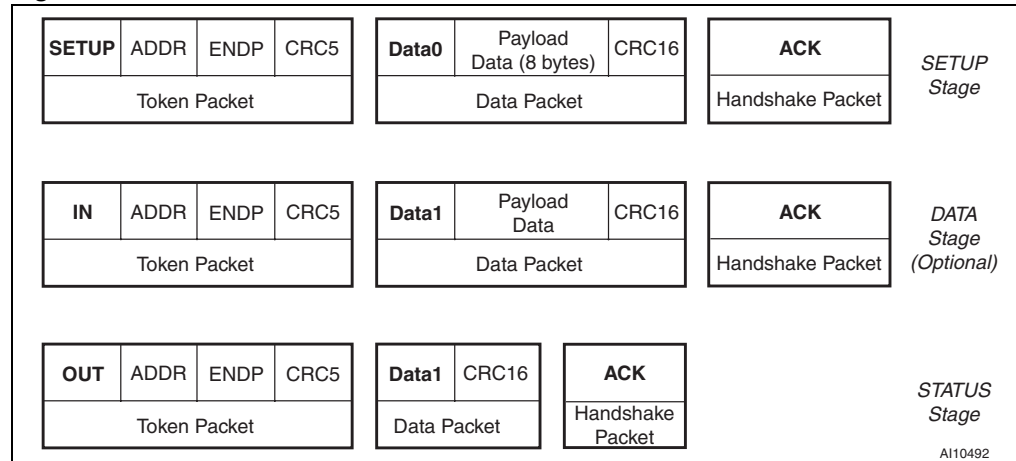 SETUP ADDR ENDP CRC5 Data0 Payload Data (8 bytes) CRC16 ACK SETUP Stage
Token Packet Data Packet Handshake Packet
IN ADDR ENDP CRC5 Data1 Payload Data CRC16 ACK DATA Stage (Optional)
Token Packet Data Packet Handshake Packet
OUT ADDR ENDP CRC5 Data1 CRC16 ACK STATUS Stage
Token Packet Data Packet Handshake Packet
AI10492